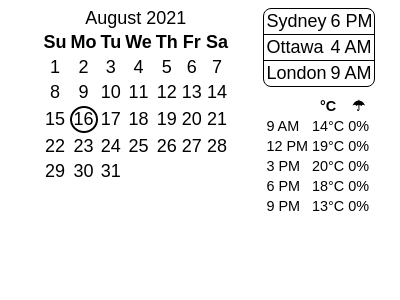 August 2021
Su Mo Tu We Th Fr Sa
1 2 3 4 5 6 7
8 9 10 11 12 13 14
15 16 17 18 19 20 21
22 23 24 25 26 27 28
29 30 31
Sydney 6 PM
Ottawa 4 AM
London 9 AM
°C ☂
9 AM 14°C 0%
12 PM 19°C 0%
3 PM 20°C 0%
6 PM 18°C 0%
9 PM 13°C 0%